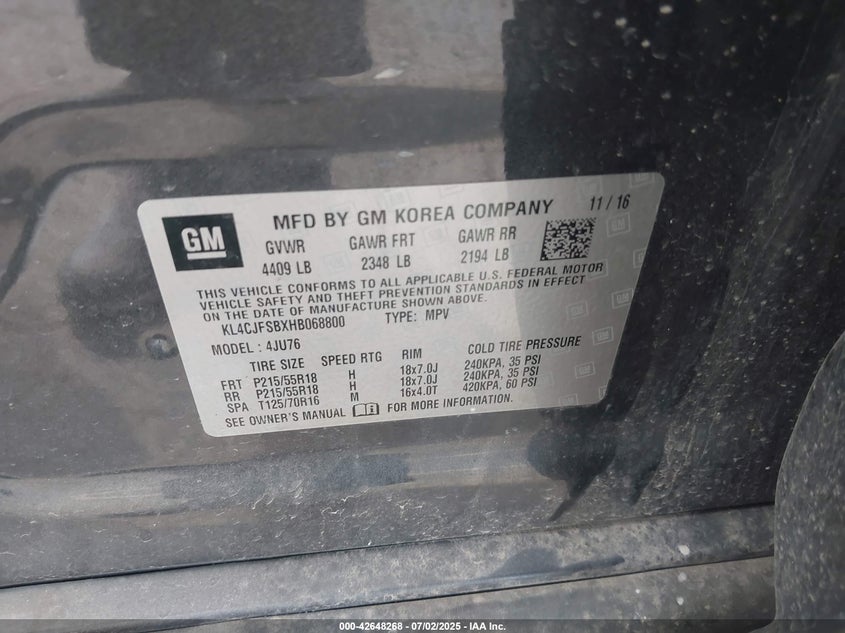 GM
MFD BY GM KOREA COMPANY 11 / 16
GVWR GAWR FRT GAWR RR
4409 LB 2348 LB 2194 LB
THIS VEHICLE CONFORMS TO ALL APPLICABLE U.S. FEDERAL MOTOR
VEHICLE SAFETY AND THEFT PREVENTION STANDARDS IN EFFECT
ON THE DATE OF MANUFACTURE SHOWN ABOVE.
KL4CJFSBXHB068800 TYPE: MPV
MODEL : 4JU76
TIRE SIZE SPEED RTG RIM COLD TIRE PRESSURE
FRT P215/55R18 H 18x7.0J 240KPA, 35 PSI
RR P215/55R18 H 18x7.0J 240KPA, 35 PSI
SPA T125/70R16 M 16x4.0T 420KPA, 60 PSI
SEE OWNER'S MANUAL FOR MORE INFORMATION.
000-42648268 - 07/02/2025 - IAA Inc.